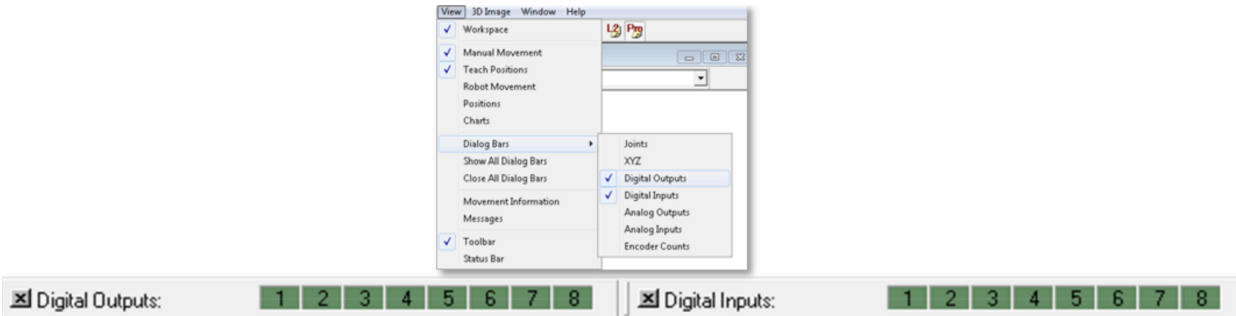 View 3D Image Window Help
Workspace
L2 Pro
Manual Movement
Teach Positions
Robot Movement
Positions
Charts
Dialog Bars
Joints
Show All Dialog Bars
XYZ
Close All Dialog Bars
Digital Outputs
Digital Inputs
Movement Information
Analog Outputs
Messages
Analog Inputs
Toolbar
Encoder Counts
Status Bar
Digital Outputs: 1 2 3 4 5 6 7 8
Digital Inputs: 1 2 3 4 5 6 7 8